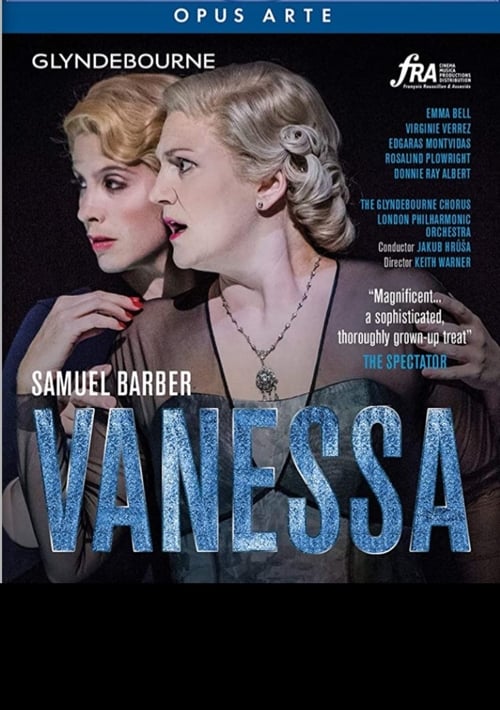 OPUS ARTE
GLYNDEBOURNE
fRA CINEMA
MUSICA
PRODUCTIONS
DISTRIBUTION
François Roussillon & Associés
EMMA BELL
VIRGINIE VERREZ
EDGARAS MONTVIDAS
ROSALIND PLOWRIGHT
DONNIE RAY ALBERT
THE GLYNDEBOURNE CHORUS
LONDON PHILHARMONIC
ORCHESTRA
Conductor JAKUB HRŮŠA
Director KEITH WARNER
“Magnificent...
a sophisticated,
thoroughly grown-up treat”
THE SPECTATOR
SAMUEL BARBER
VANESSA